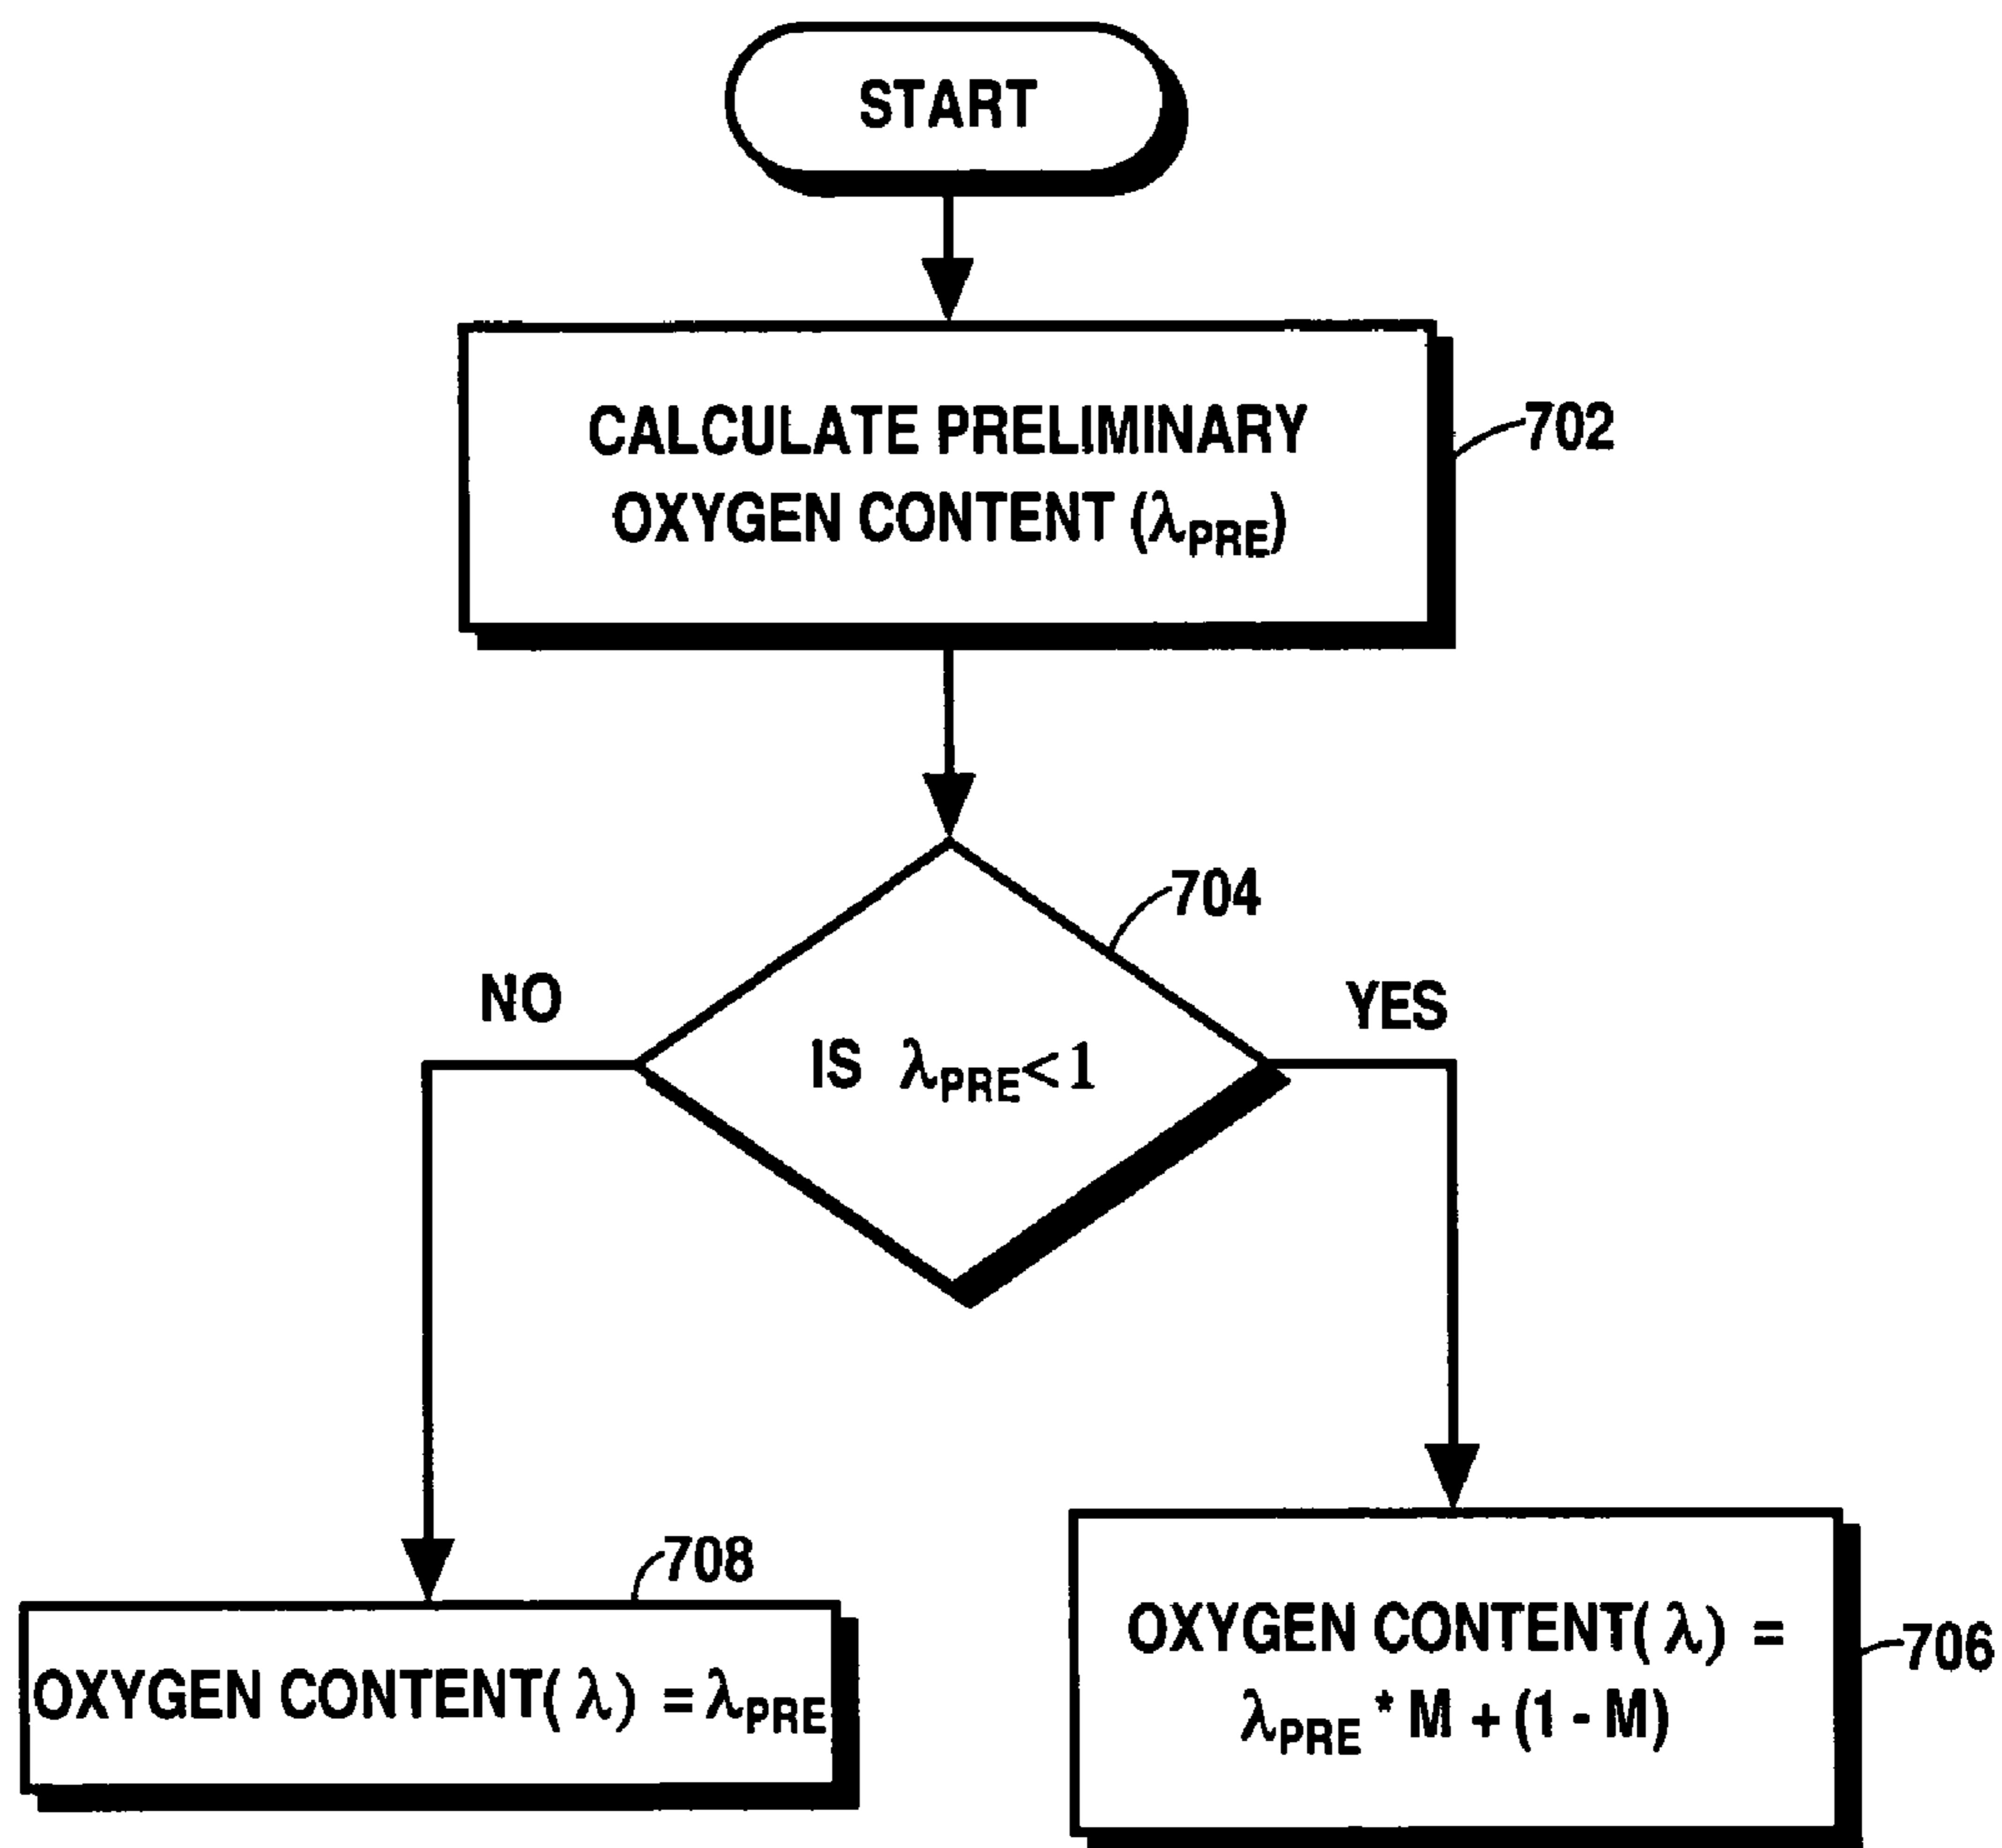 START
CALCULATE PRELIMINARY
OXYGEN CONTENT (λPRE)
702
704
NO
YES
IS λPRE<1
708
OXYGEN CONTENT( λ) = λPRE
OXYGEN CONTENT( λ) =
λPRE * M + (1 - M)
706